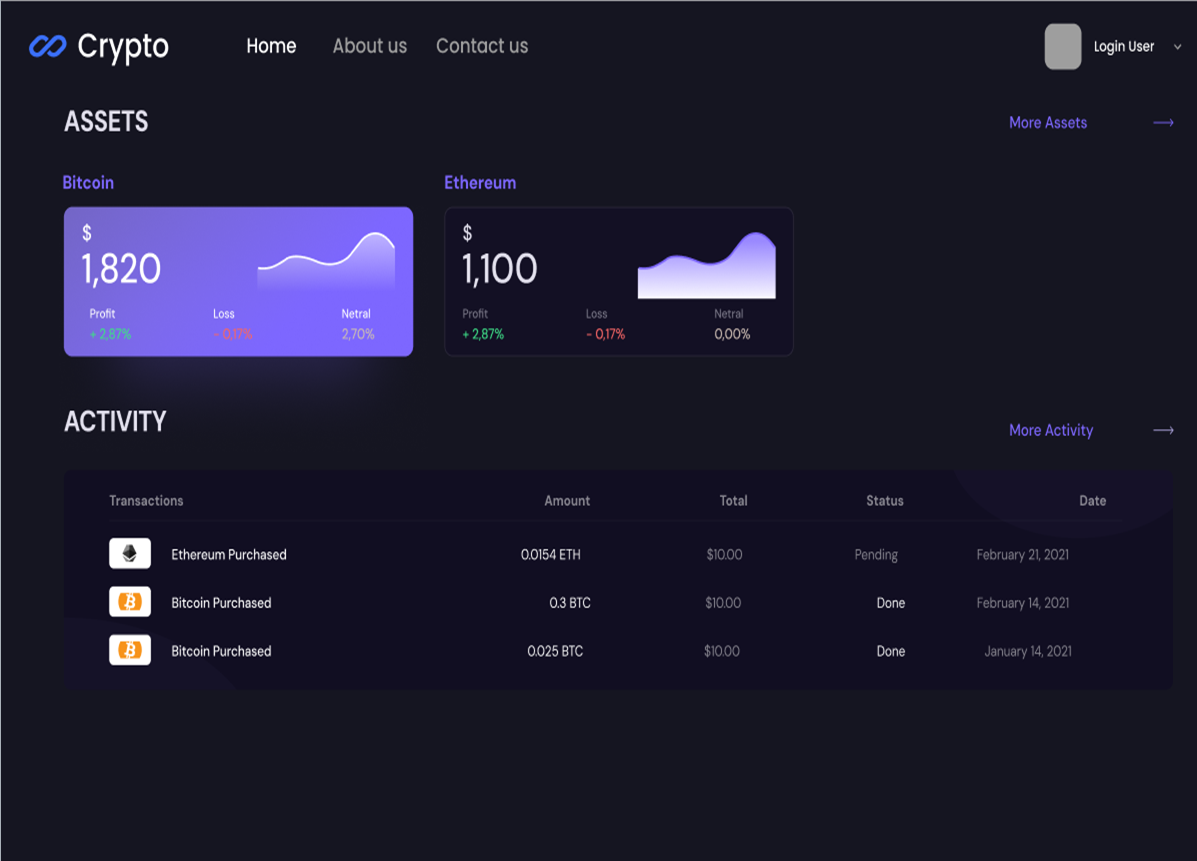 Crypto Home About us Contact us Login User
ASSETS More Assets
Bitcoin Ethereum
$ $
1,820 1,100
Profit Loss Netral Profit Loss Netral
+ 2,87% - 0,17% 2,70% + 2,87% - 0,17% 0,00%
ACTIVITY More Activity
Transactions Amount Total Status Date
Ethereum Purchased 0.0154 ETH $10.00 Pending February 21, 2021
Bitcoin Purchased 0.3 BTC $10.00 Done February 14, 2021
Bitcoin Purchased 0.025 BTC $10.00 Done January 14, 2021